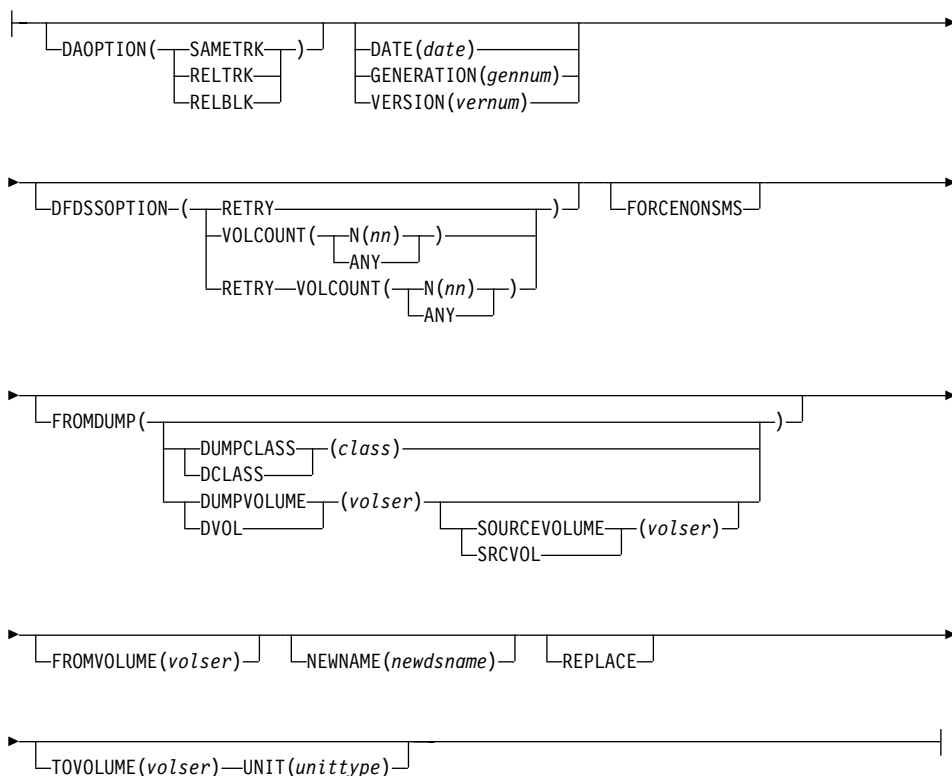 DAOPTION( SAMETRK ) DATE(date)
RELTRK GENERATION(gennum)
RELBLK VERSION(vernum)
DFDSSOPTION ( RETRY ) FORCENONSMS
VOLCOUNT( N(nn) )
ANY
RETRY VOLCOUNT( N(nn) )
ANY
FROMDUMP( )
DUMPCLASS (class)
DCLASS
DUMPVOLUME (volser)
DVOL SOURCEVOLUME (volser)
SRCVOL
FROMVOLUME(volser) NEWNAME(newdsname) REPLACE
TOVOLUME(volser) UNIT(unittype)